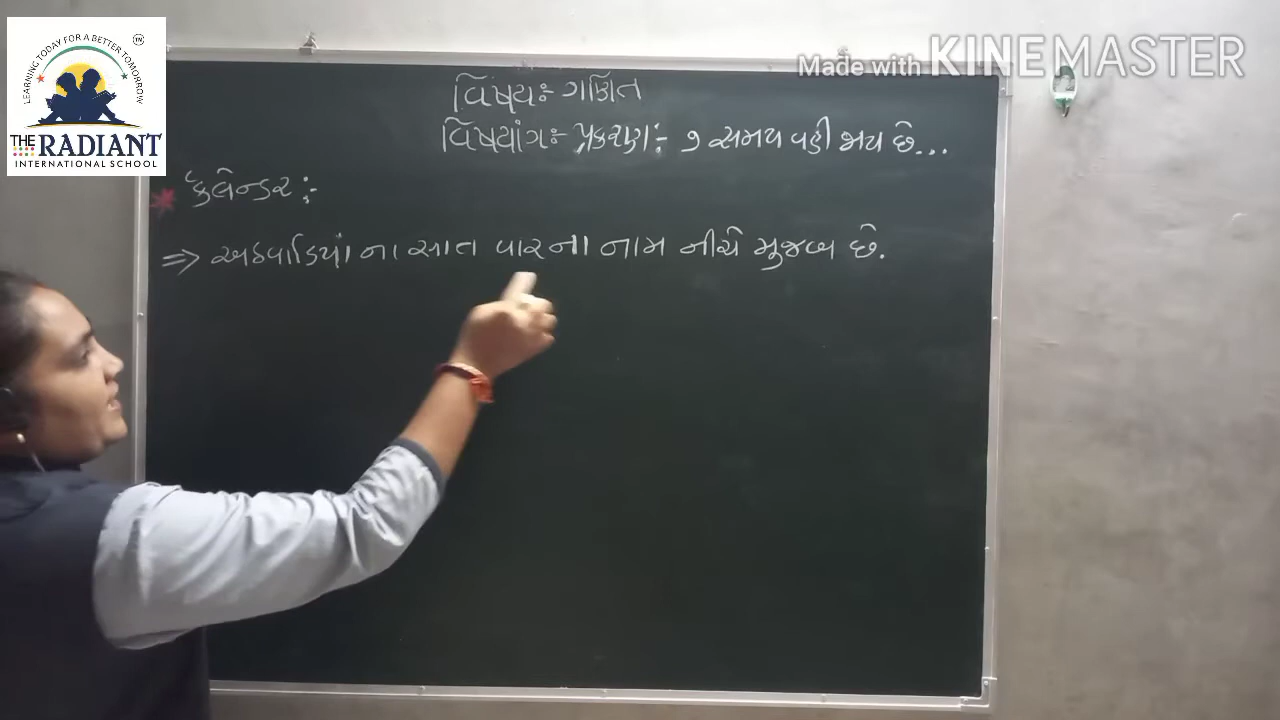 LEARNING TODAY FOR A BETTER TOMORROW
TM
THE RADIANT
INTERNATIONAL SCHOOL
Made with KINEMASTER
વિષયઃ- ગણિત
વિષયાંગઃ- પ્રકરણઃ- ૭ સમય વહી જાય છે...
* કૅલેન્ડર :-
⇒ અઠવાડિયાં ના સાત વારના નામ નીચે મુજબ છે.